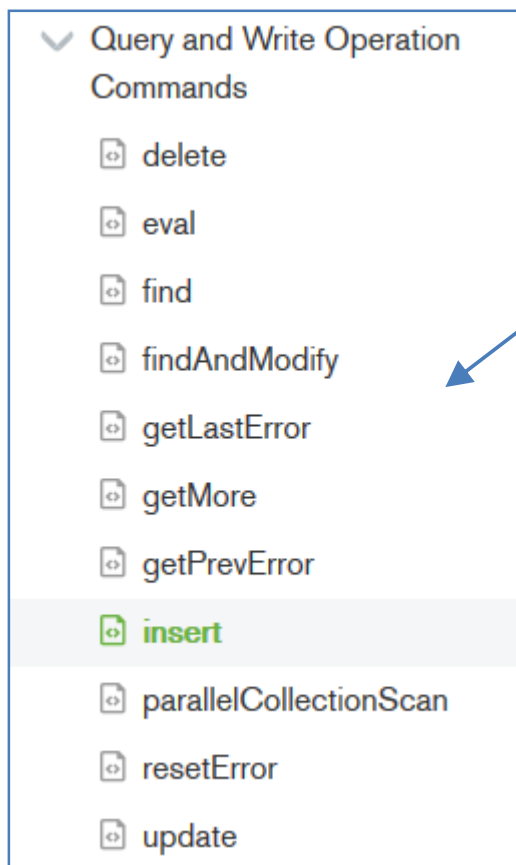 Query and Write Operation
Commands
delete
eval
find
findAndModify
getLastError
getMore
getPrevError
insert
parallelCollectionScan
resetError
update